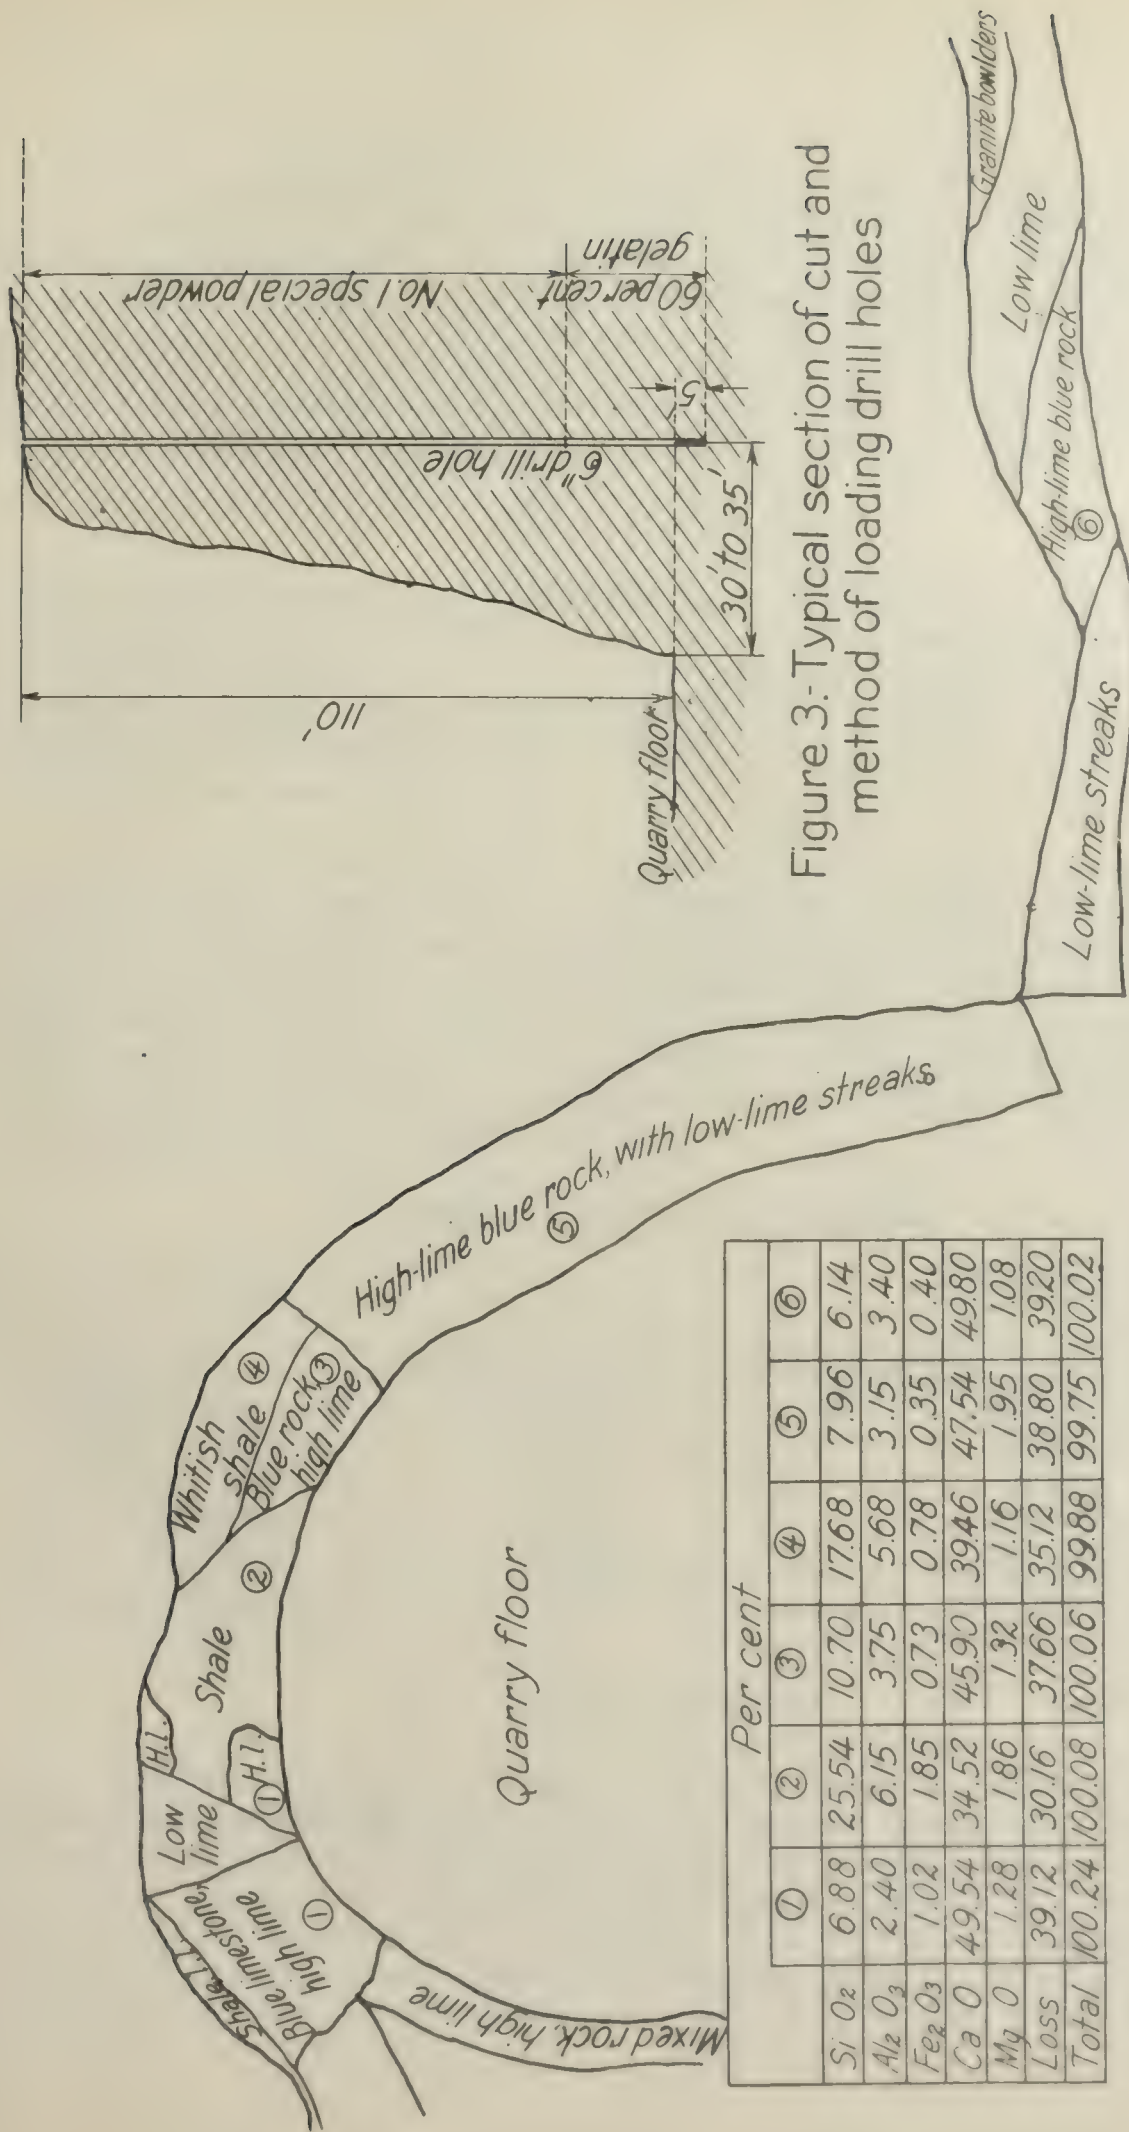 110'
6" drill hole
No.1 special powder
60 per cent
gelatin
5'
30' to 35'
Quarry floor
Figure 3:- Typical section of cut and
method of loading drill holes
Shale, L.l.
Blue limestone,
high lime
①
Mixed rock, high lime
Low
lime
H.l.
① H.l.
Shale
②
Whitish
shale ④
Blue rock, ③
high lime
High-lime blue rock, with low-lime streaks
⑤
Quarry floor
Low-lime streaks
High-lime blue rock
⑥
Low lime
Granite bowlders
Per cent
① ② ③ ④ ⑤ ⑥
Si O2 6.88 25.54 10.70 17.68 7.96 6.14
Al2 O3 2.40 6.15 3.75 5.68 3.15 3.40
Fe2 O3 1.02 1.85 0.73 0.78 0.35 0.40
Ca O 49.54 34.52 45.90 39.46 47.54 49.80
Mg O 1.28 1.86 1.32 1.16 1.95 1.08
Loss 39.12 30.16 37.66 35.12 38.80 39.20
Total 100.24 100.08 100.06 99.88 99.75 100.02